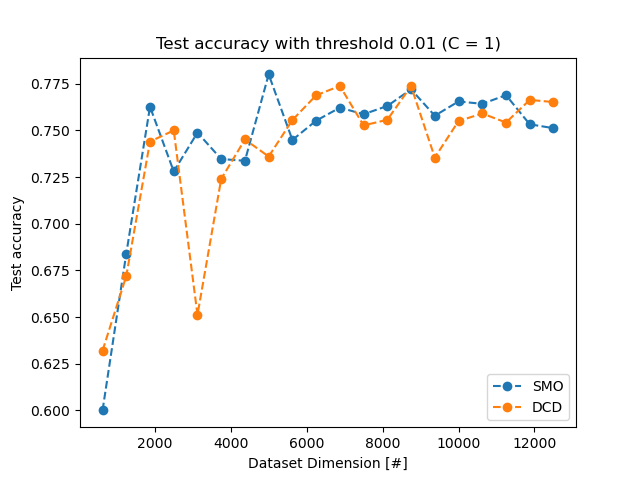 Test accuracy with threshold 0.01 (C = 1)
Test accuracy
0.775
0.750
0.725
0.700
0.675
0.650
0.625
0.600
2000 4000 6000 8000 10000 12000
Dataset Dimension [#]
SMO
DCD